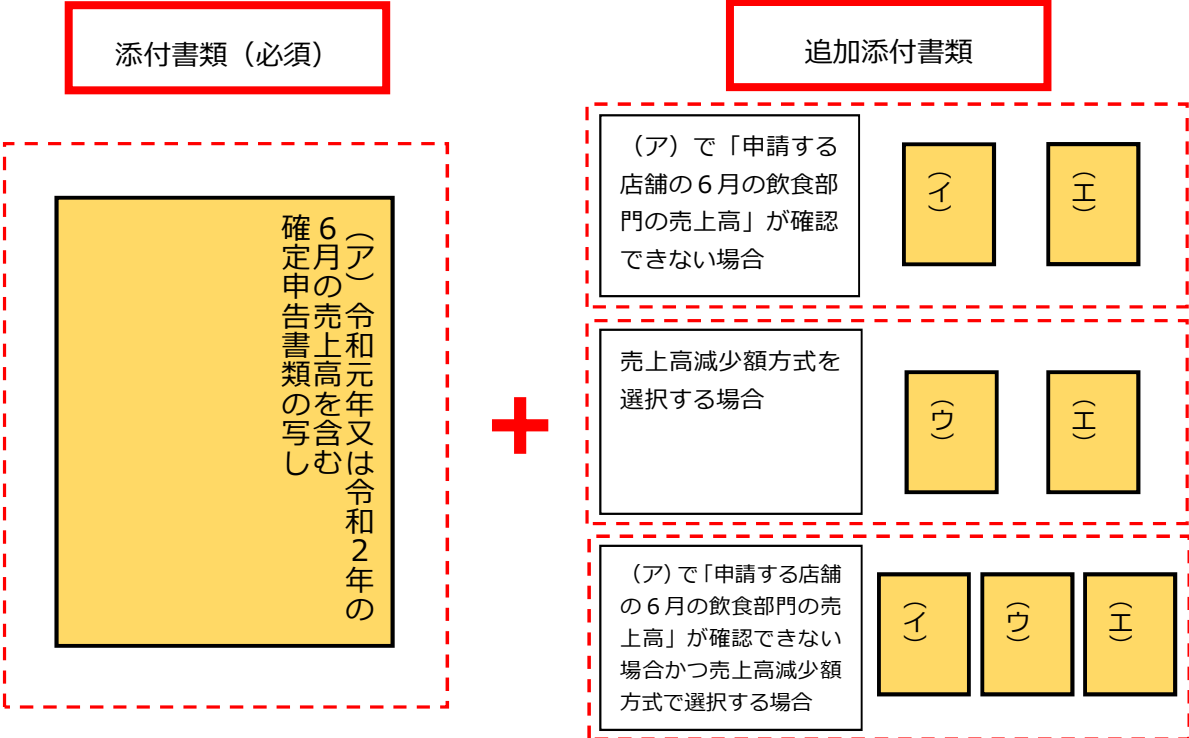 添付書類（必須）
（ア）令和元年又は令和２年の
６月の売上高を含む
確定申告書類の写し
追加添付書類
（ア）で「申請する
店舗の６月の飲食部
門の売上高」が確認
できない場合
（イ）
（エ）
売上高減少額方式を
選択する場合
（ウ）
（エ）
（ア）で「申請する店舗
の６月の飲食部門の売
上高」が確認できない
場合かつ売上高減少額
方式で選択する場合
（イ）
（ウ）
（エ）